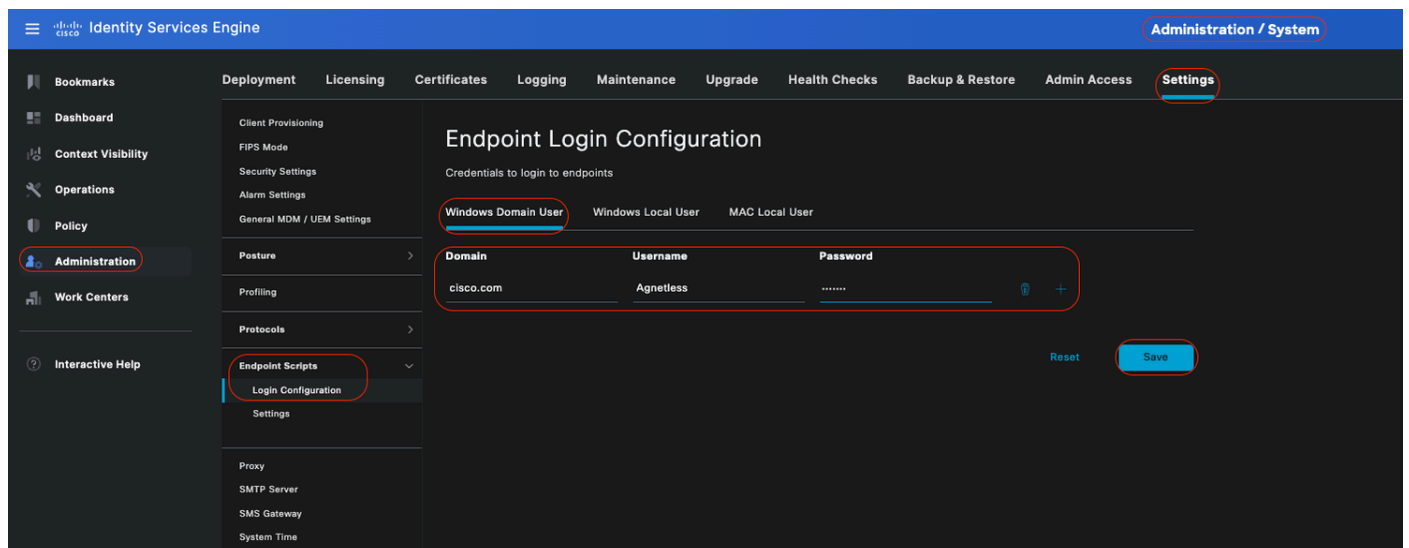 cisco Identity Services Engine
Administration / System
Bookmarks
Dashboard
Context Visibility
Operations
Policy
Administration
Work Centers
? Interactive Help
Deployment Licensing Certificates Logging Maintenance Upgrade Health Checks Backup & Restore Admin Access Settings
Client Provisioning
FIPS Mode
Security Settings
Alarm Settings
General MDM / UEM Settings
Posture
Profiling
Protocols
Endpoint Scripts
Login Configuration
Settings
Proxy
SMTP Server
SMS Gateway
System Time
Endpoint Login Configuration
Credentials to login to endpoints
Windows Domain User Windows Local User MAC Local User
Domain Username Password
cisco.com Agnetless .......
Reset Save